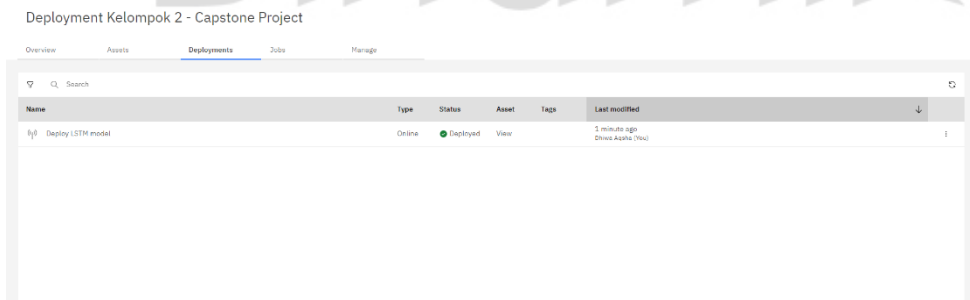 Deployment Kelompok 2 - Capstone Project
Overview Assets Deployments Jobs Manage
Search
Name Type Status Asset Tags Last modified
Deploy LSTM model Online Deployed View 1 minute ago
(You)